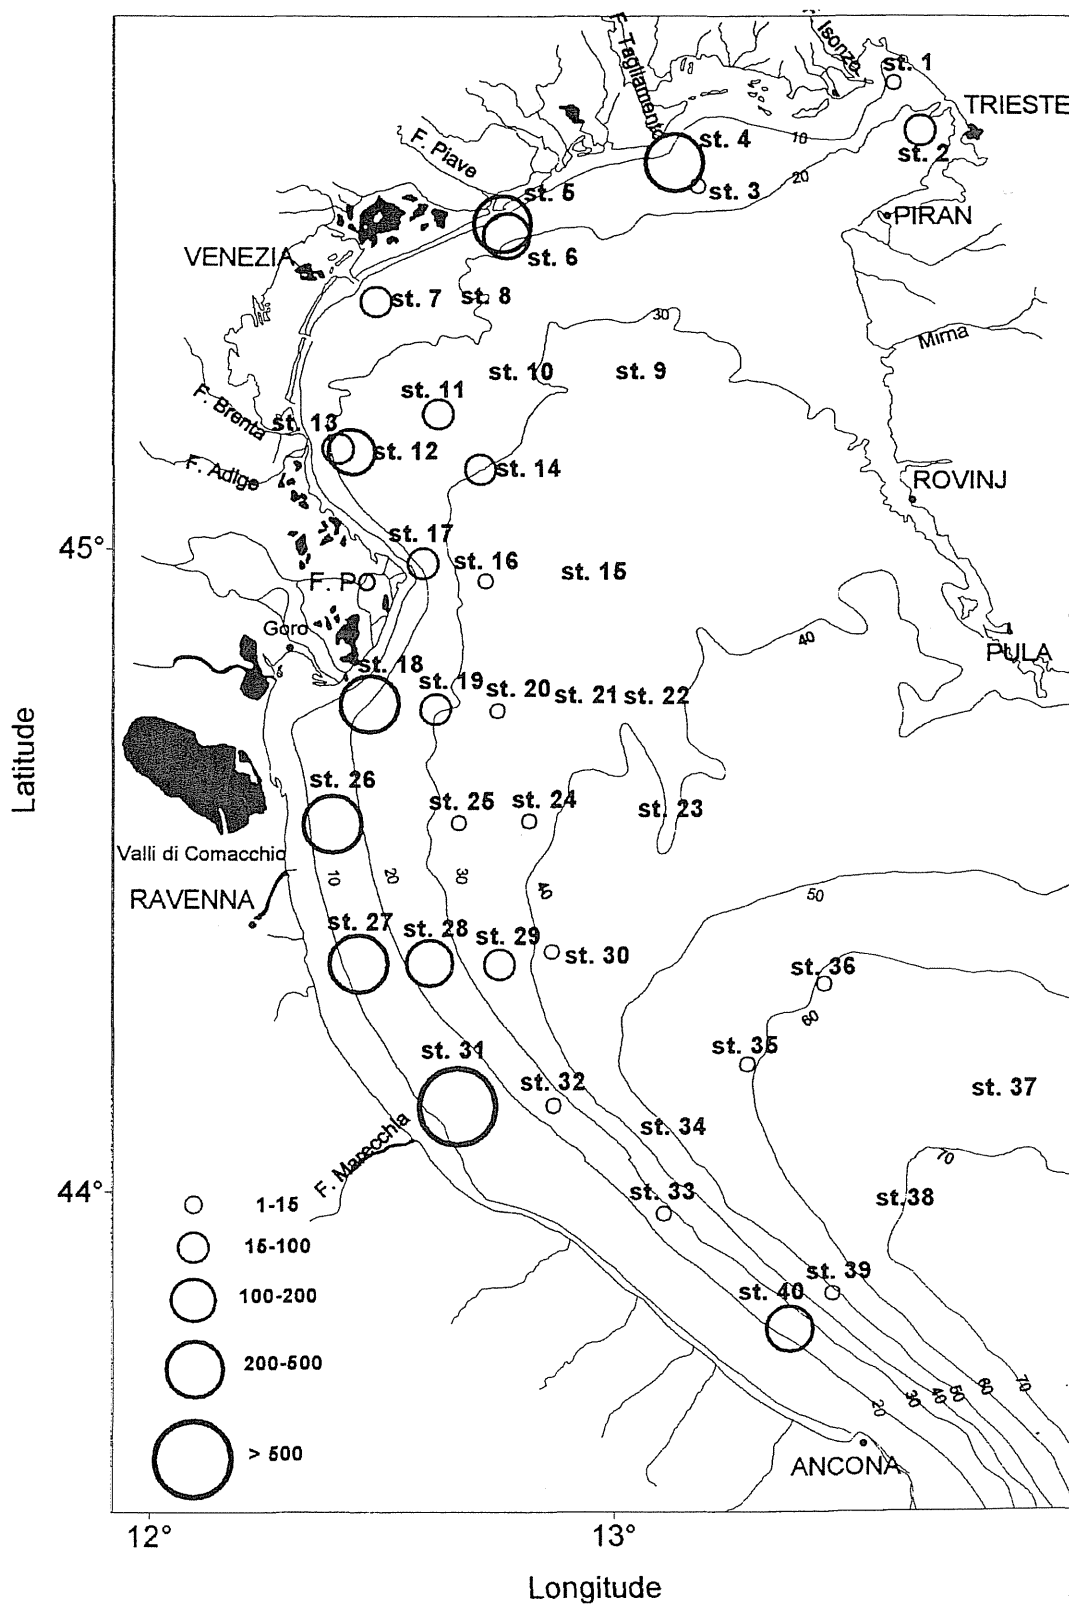 Isonzo
F. Tagliamento
st. 1
TRIESTE
st. 2
st. 4
10
F. Piave
st. 3
20
st. 5
PIRAN
VENEZIA
st. 6
st. 7
st. 8
30
Mirna
st. 10
st. 9
st. 11
F. Brenta
st. 13
st. 12
F. Adige
st. 14
ROVINJ
st. 17
45°
st. 16
st. 15
F. PO
Goro
40
PULA
st. 18
st. 19
st. 20
st. 21
st. 22
Latitude
st. 26
st. 25
st. 24
st. 23
Valli di Comacchio
10
20
30
40
50
RAVENNA
st. 27
st. 28
st. 29
st. 30
st. 36
60
st. 31
st. 35
st. 32
st. 37
st. 34
F. Marecchia
70
44°
st. 33
st.38
1-15
15-100
st. 39
100-200
st. 40
200-500
20
30
40
50
60
70
> 500
ANCONA
12°
13°
Longitude